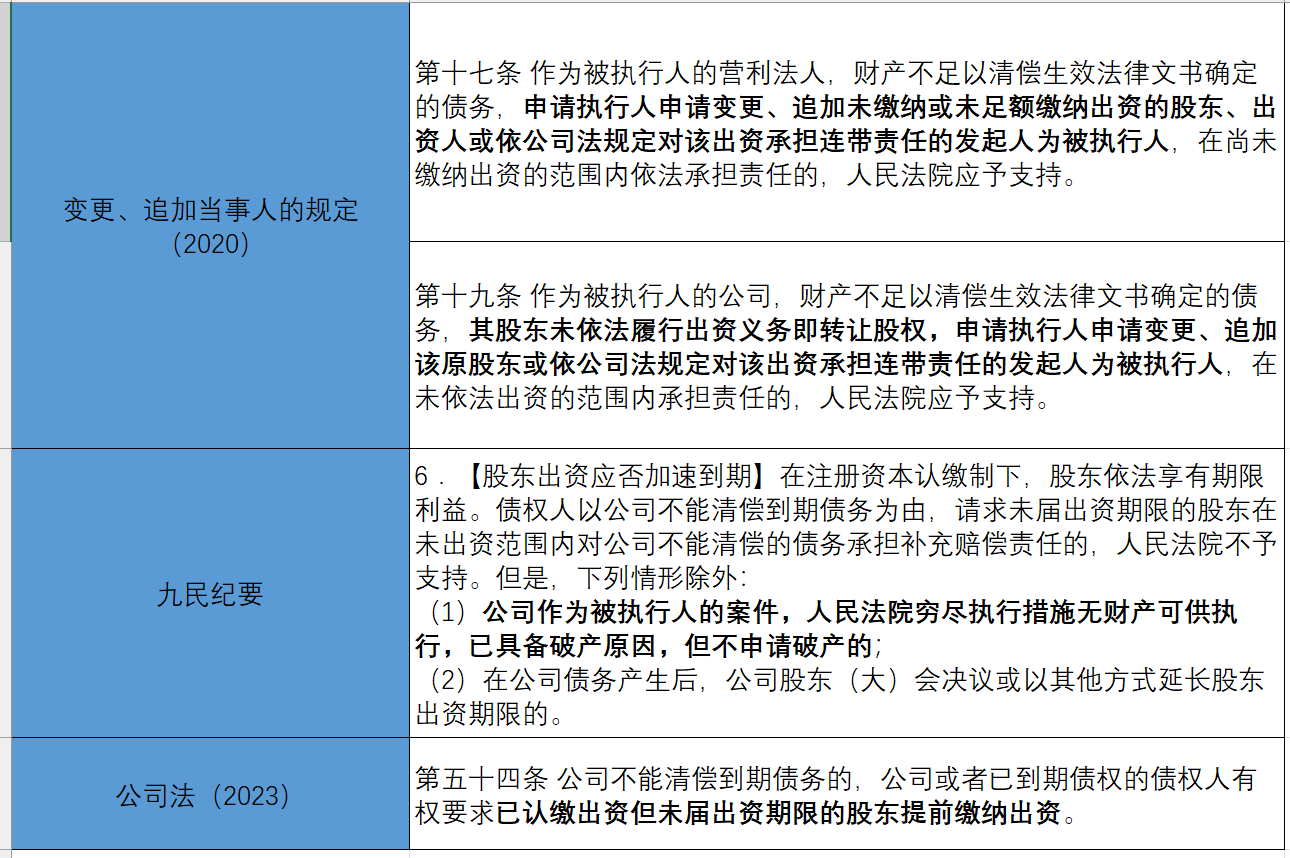 变更、追加当事人的规定
（2020）
第十七条 作为被执行人的营利法人，财产不足以清偿生效法律文书确定
的债务，申请执行人申请变更、追加未缴纳或未足额缴纳出资的股东、出
资人或依公司法规定对该出资承担连带责任的发起人为被执行人，在尚未
缴纳出资的范围内依法承担责任的，人民法院应予支持。
第十九条 作为被执行人的公司，财产不足以清偿生效法律文书确定的债
务，其股东未依法履行出资义务即转让股权，申请执行人申请变更、追加
该原股东或依公司法规定对该出资承担连带责任的发起人为被执行人，在
未依法出资的范围内承担责任的，人民法院应予支持。
九民纪要
6．【股东出资应否加速到期】在注册资本认缴制下，股东依法享有期限
利益。债权人以公司不能清偿到期债务为由，请求未届出资期限的股东在
未出资范围内对公司不能清偿的债务承担补充赔偿责任的，人民法院不予
支持。但是，下列情形除外：
（1）公司作为被执行人的案件，人民法院穷尽执行措施无财产可供执
行，已具备破产原因，但不申请破产的；
（2）在公司债务产生后，公司股东（大）会决议或以其他方式延长股东
出资期限的。
公司法（2023）
第五十四条 公司不能清偿到期债务的，公司或者已到期债权的债权人有
权要求已认缴出资但未届出资期限的股东提前缴纳出资。